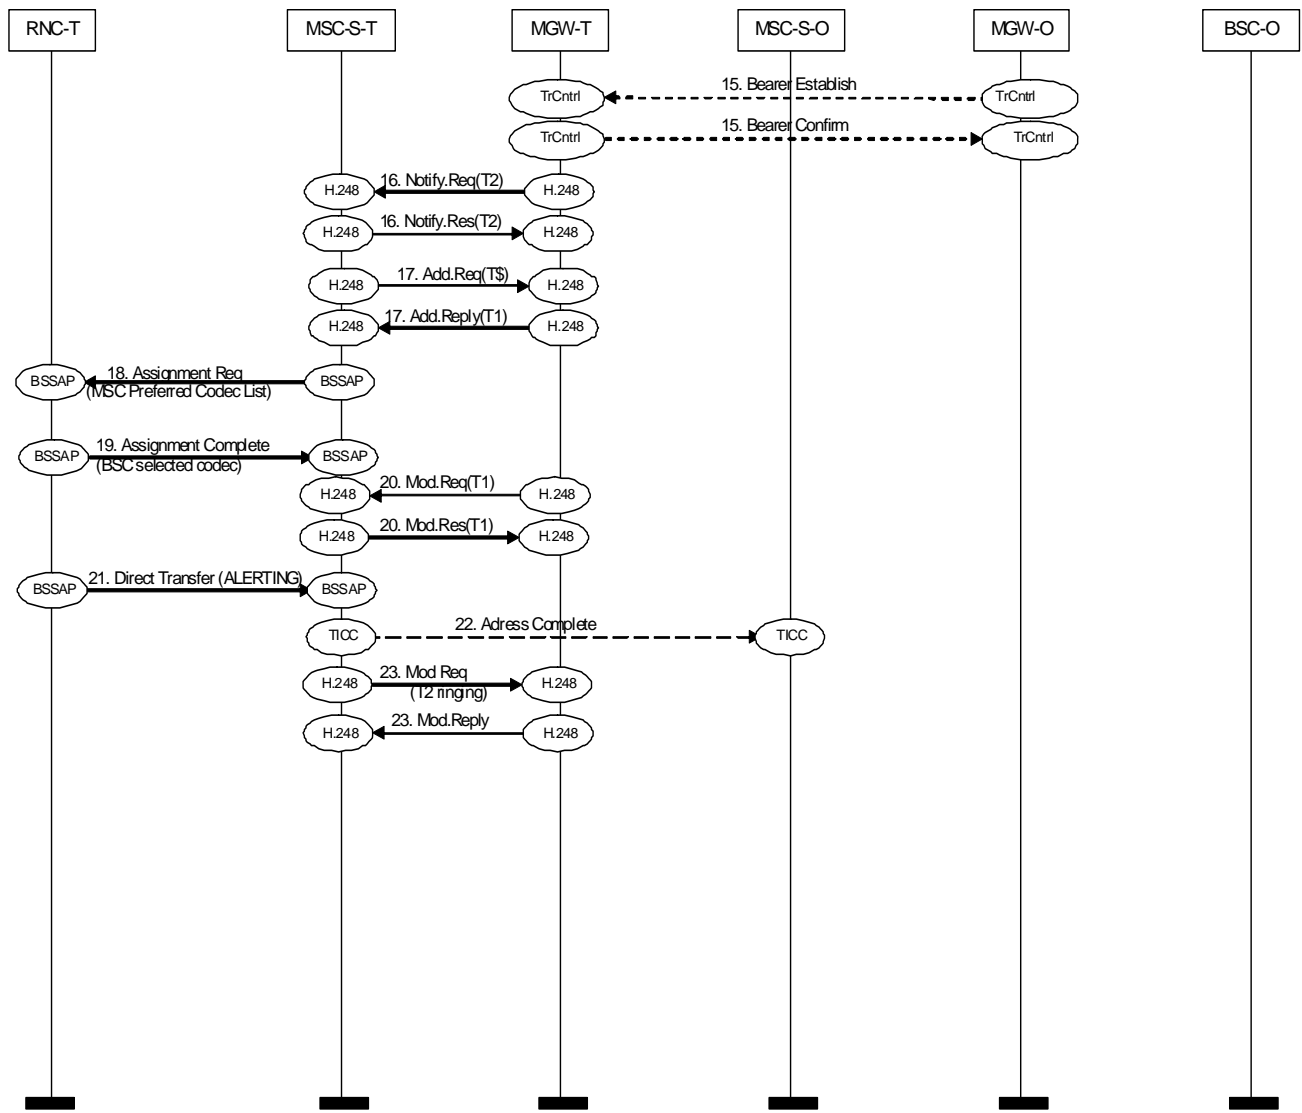 RNC-T MSC-S-T MGW-T MSC-S-O MGW-O BSC-O
15. Bearer Establish
TrCntrl TrCntrl
15. Bearer Confirm
TrCntrl TrCntrl
16. Notify.Req(T2)
H.248 H.248
16. Notify.Res(T2)
H.248 H.248
17. Add.Req(T$)
H.248 H.248
17. Add.Reply(T1)
H.248 H.248
18. Assignment Req
BSSAP BSSAP
(MSC Preferred Codec List)
19. Assignment Complete
BSSAP BSSAP
(BSC selected codec)
20. Mod.Req(T1)
H.248 H.248
20. Mod.Res(T1)
H.248 H.248
21. Direct Transfer (ALERTING)
BSSAP BSSAP
22. Adress Complete
TICC TICC
23. Mod Req
H.248 H.248
(T2 ringing)
23. Mod.Reply
H.248 H.248